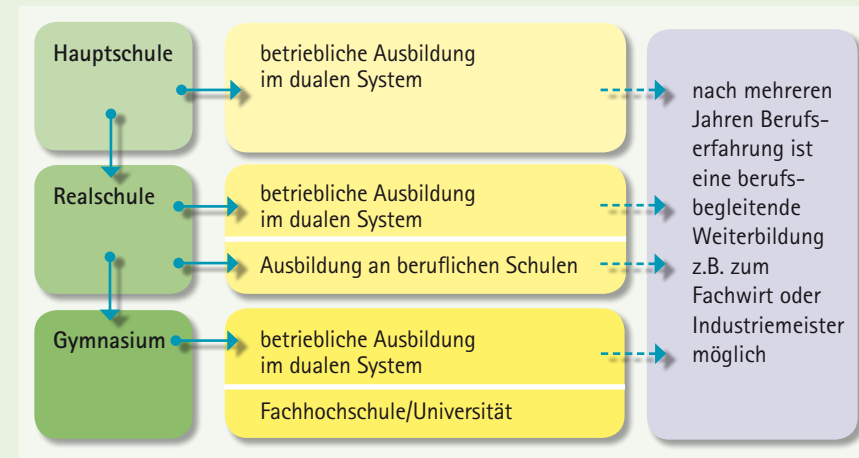 Hauptschule
betriebliche Ausbildung
im dualen System
Realschule
betriebliche Ausbildung
im dualen System
Ausbildung an beruflichen Schulen
Gymnasium
betriebliche Ausbildung
im dualen System
Fachhochschule/Universität
nach mehreren
Jahren Berufs-
erfahrung ist
eine berufs-
begleitende
Weiterbildung
z.B. zum
Fachwirt oder
Industriemeister
möglich